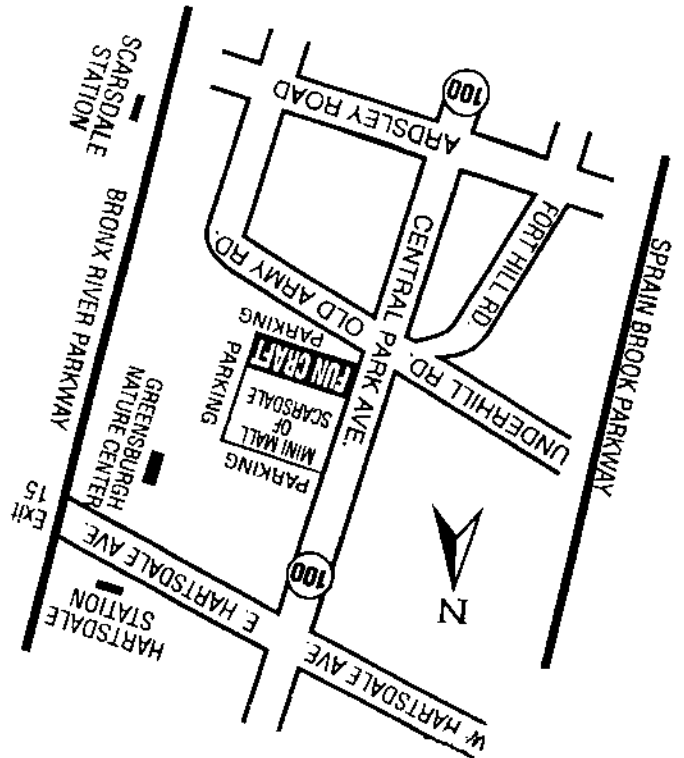 W HARTSDALE AVE.
HARTSDALE
STATION
N
100
E. HARTSDALE AVE.
Exit
15
SPRAIN BROOK PARKWAY
UNDERHILL RD.
CENTRAL PARK AVE.
PARKING
MINI MALL
OF
SCARSDALE
FUN CRAFT
PARKING
PARKING
GREENSBURGH
NATURE CENTER
BRONX RIVER PARKWAY
FORT HILL RD.
OLD ARMY RD.
ARDSLEY ROAD
100
SCARSDALE
STATION